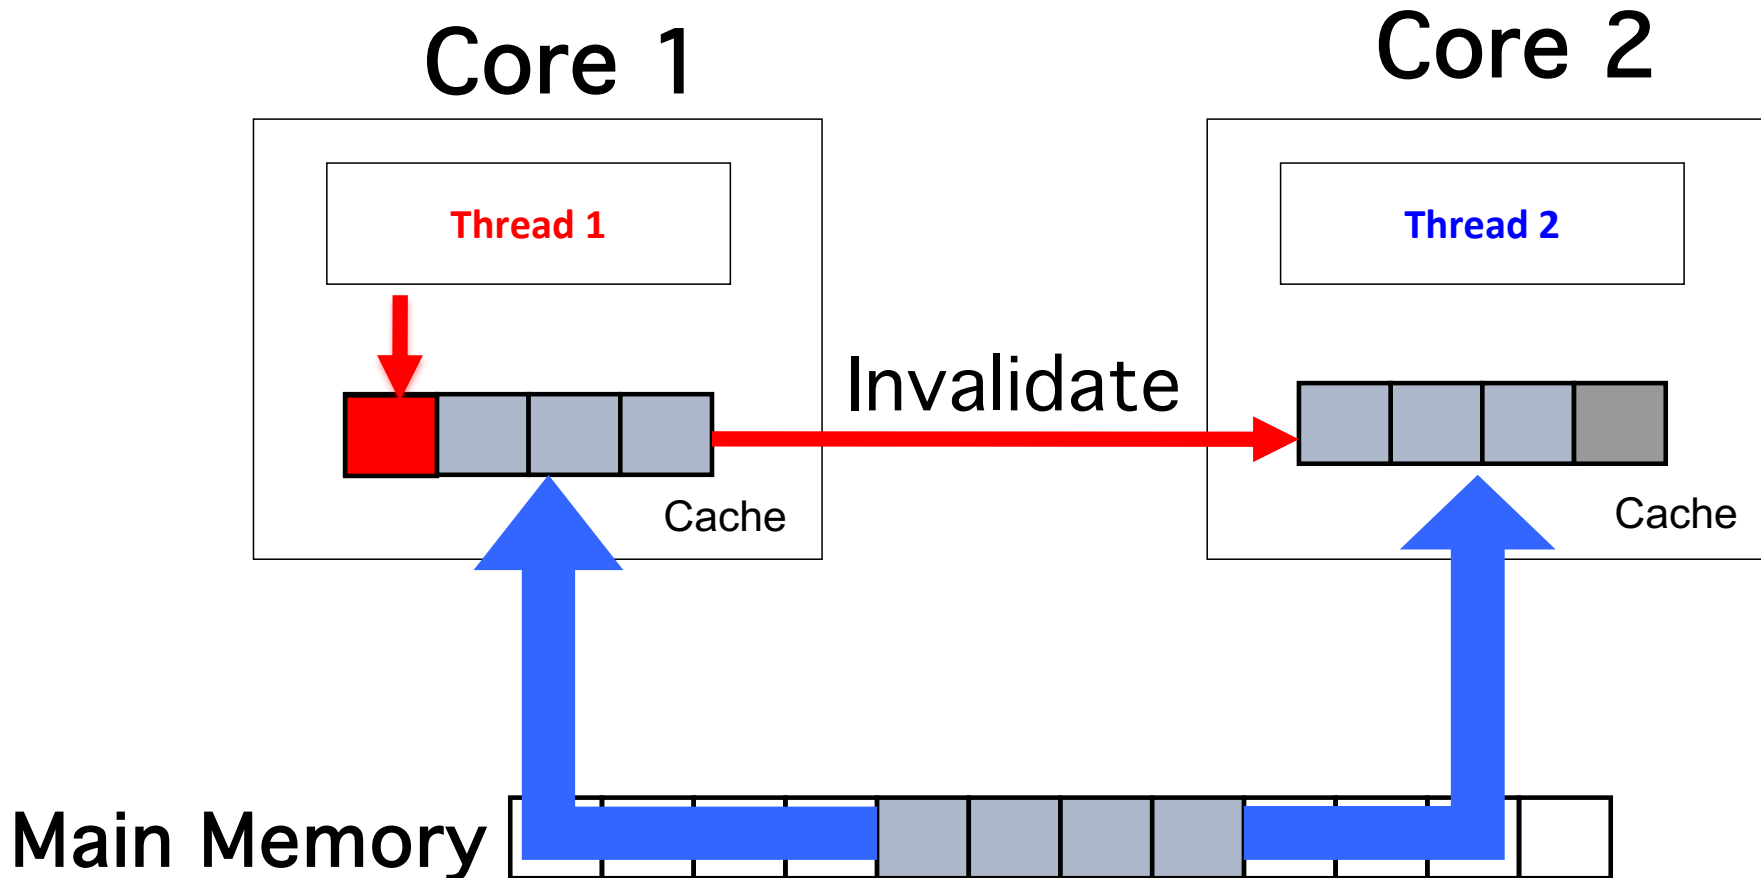 Core 1
Core 2
Thread 1
Thread 2
Invalidate
Cache
Cache
Main Memory